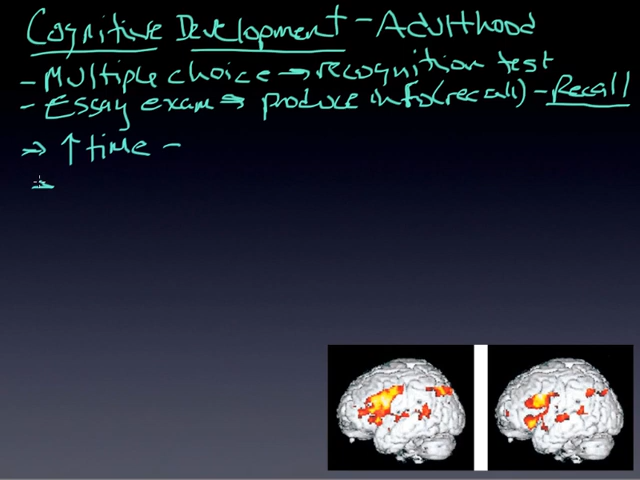 Cognitive Development - Adulthood
- Multiple choice → recognition test
- Essay exam → produce info (recall) - Recall
⇒ ↑ time -